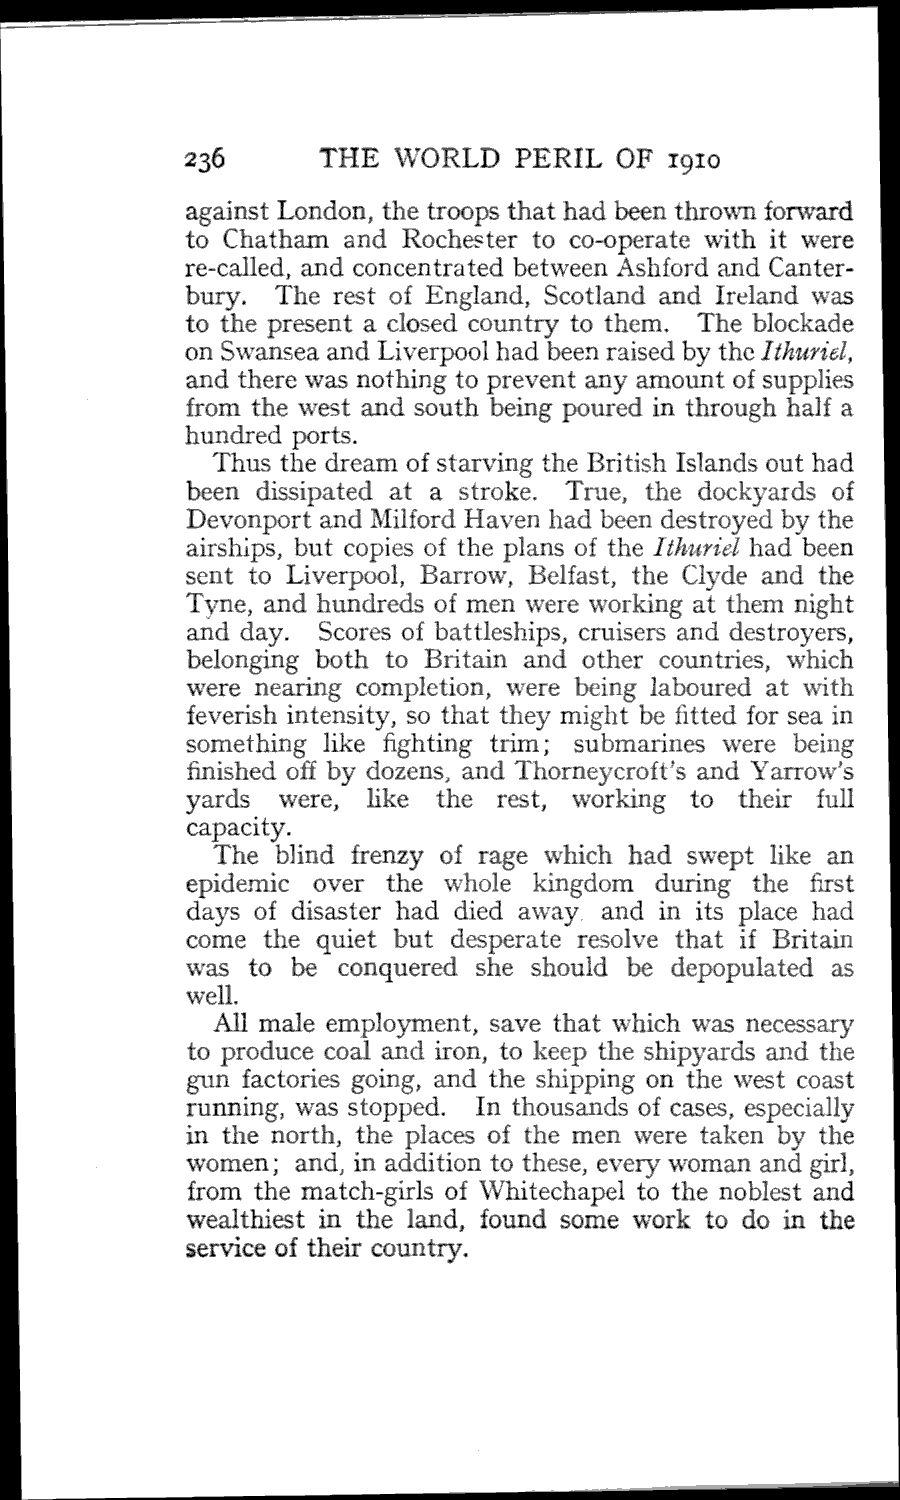 236 THE WORLD PERIL OF 1910
against London, the troops that had been thrown forward
to Chatham and Rochester to co-operate with it were
re-called, and concentrated between Ashford and Canter-
bury. The rest of England, Scotland and Ireland was
to the present a closed country to them. The blockade
on Swansea and Liverpool had been raised by the Ithuriel,
and there was nothing to prevent any amount of supplies
from the west and south being poured in through half a
hundred ports.
Thus the dream of starving the British Islands out had
been dissipated at a stroke. True, the dockyards of
Devonport and Milford Haven had been destroyed by the
airships, but copies of the plans of the Ithuriel had been
sent to Liverpool, Barrow, Belfast, the Clyde and the
Tyne, and hundreds of men were working at them night
and day. Scores of battleships, cruisers and destroyers,
belonging both to Britain and other countries, which
were nearing completion, were being laboured at with
feverish intensity, so that they might be fitted for sea in
something like fighting trim; submarines were being
finished off by dozens, and Thorneycroft's and Yarrow's
yards were, like the rest, working to their full
capacity.
The blind frenzy of rage which had swept like an
epidemic over the whole kingdom during the first
days of disaster had died away, and in its place had
come the quiet but desperate resolve that if Britain
was to be conquered she should be depopulated as
well.
All male employment, save that which was necessary
to produce coal and iron, to keep the shipyards and the
gun factories going, and the shipping on the west coast
running, was stopped. In thousands of cases, especially
in the north, the places of the men were taken by the
women; and, in addition to these, every woman and girl,
from the match-girls of Whitechapel to the noblest and
wealthiest in the land, found some work to do in the
service of their country.